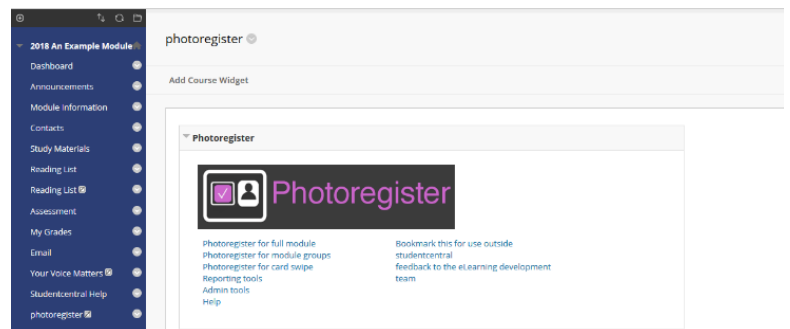 2018 An Example Module
Dashboard
Announcements
Module Information
Contacts
Study Materials
Reading List
Reading List
Assessment
My Grades
Email
Your Voice Matters
Studentcentral Help
photoregister
photoregister
Add Course Widget
Photoregister
Photoregister
Photoregister for full module
Photoregister for module groups
Photoregister for card swipe
Reporting tools
Admin tools
Help
Bookmark this for use outside
studentcentral
feedback to the eLearning development
team